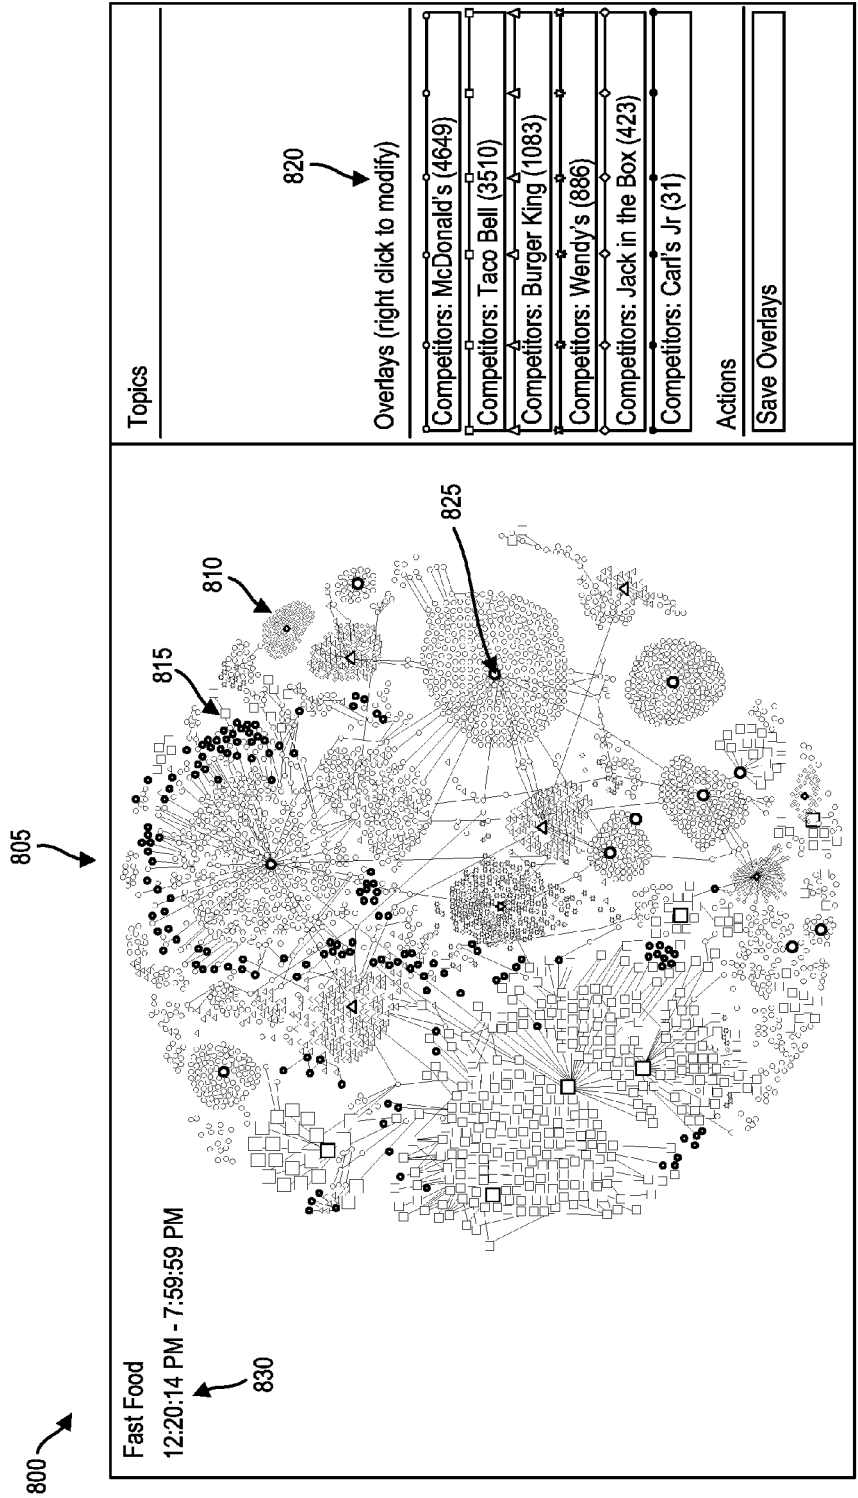 800
805
Fast Food
12:20:14 PM - 7:59:59 PM
830
815
810
825
Topics
820
Overlays (right click to modify)
Competitors: McDonald's (4649)
Competitors: Taco Bell (3510)
Competitors: Burger King (1083)
Competitors: Wendy's (886)
Competitors: Jack in the Box (423)
Competitors: Carl's Jr (31)
Actions
Save Overlays